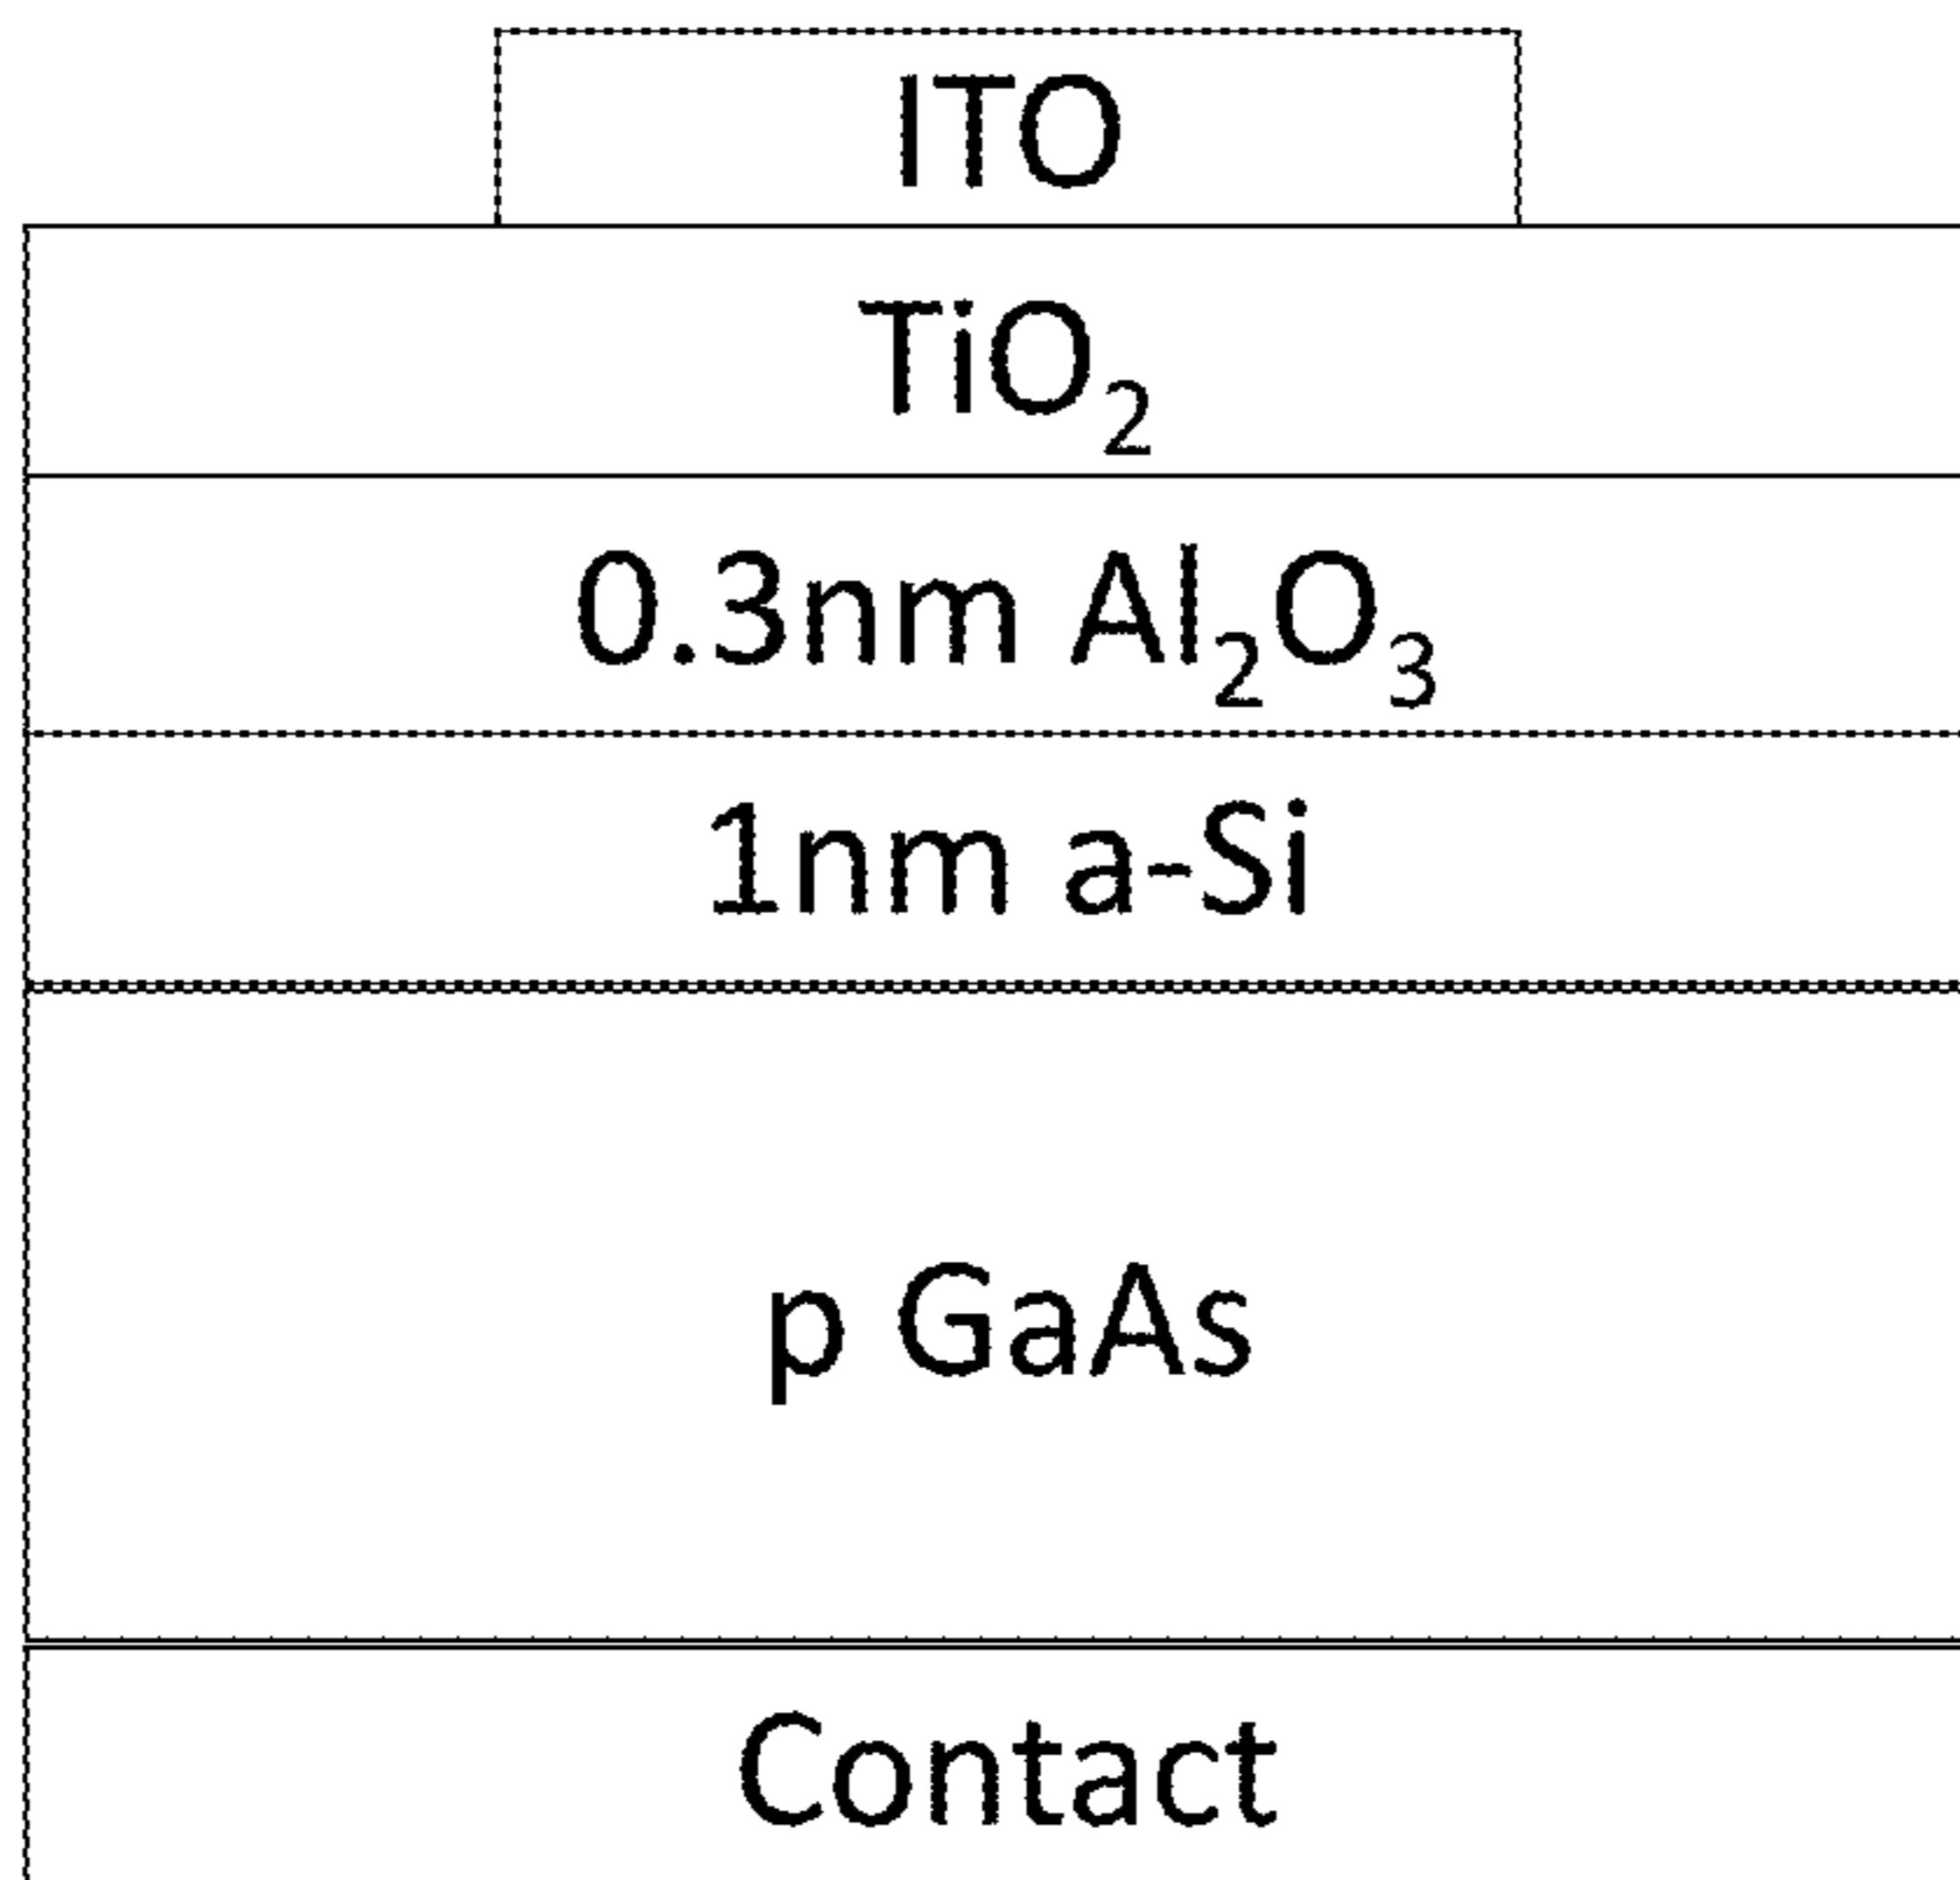 ITO
TiO₂
0.3nm Al₂O₃
1nm a-Si
p GaAs
Contact